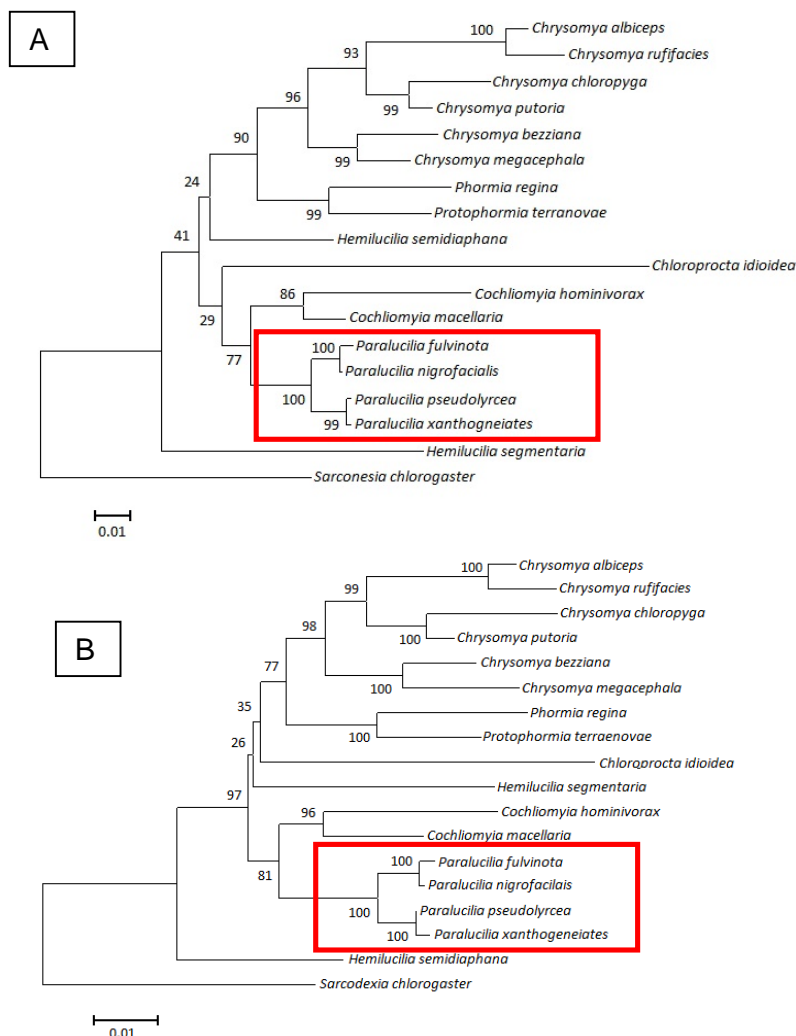 A
100
Chrysomya albiceps
Chrysomya rufifacies
93
Chrysomya chloropyga
99
Chrysomya putoria
96
Chrysomya bezziana
99
Chrysomya megacephala
90
Phormia regina
99
Protophormia terranovae
24
Hemilucilia semidiaphana
41
Chloroprocta idioidea
29
86
Cochliomyia hominivorax
Cochliomyia macellaria
77
100
Paralucilia fulvinota
Paralucilia nigrofacialis
100
Paralucilia pseudolyrcea
99
Paralucilia xanthogneiates
Hemilucilia segmentaria
Sarconesia chlorogaster
0.01
B
100
Chrysomya albiceps
Chrysomya rufifacies
99
Chrysomya chloropyga
100
Chrysomya putoria
98
Chrysomya bezziana
100
Chrysomya megacephala
77
Phormia regina
100
Protophormia terraenovae
35
Chloroprocta idioidea
26
Hemilucilia segmentaria
97
96
Cochliomyia hominivorax
Cochliomyia macellaria
81
100
Paralucilia fulvinota
Paralucilia nigrofacilais
100
Paralucilia pseudolyrcea
100
Paralucilia xanthogeneiates
Hemilucilia semidiaphana
Sarcodexia chlorogaster
0.01